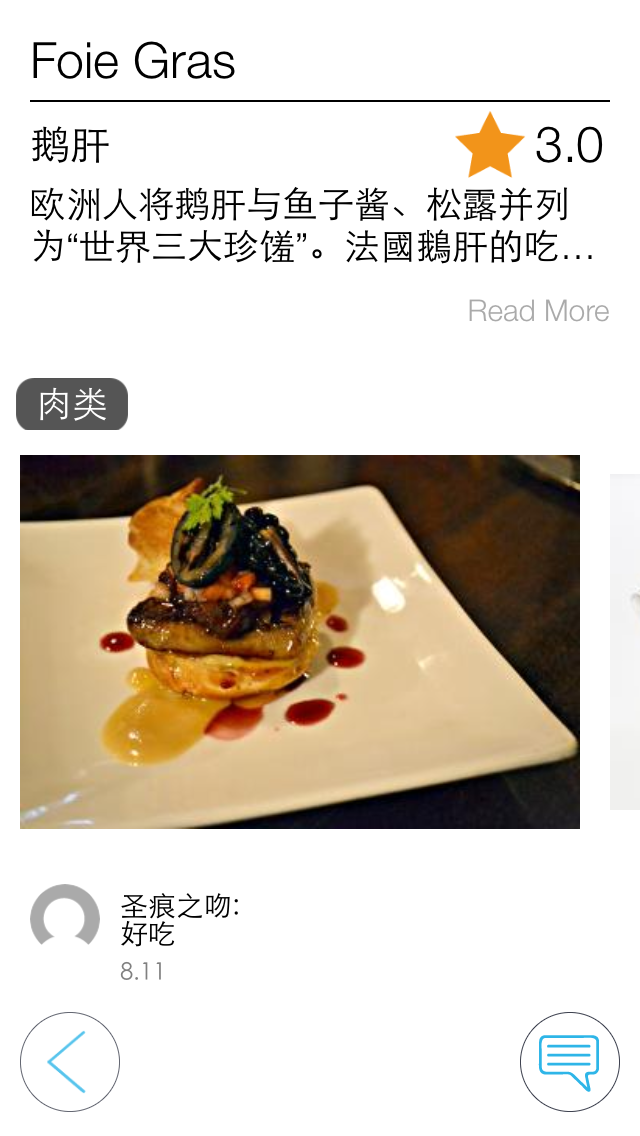 Foie Gras
鹅肝
3.0
欧洲人将鹅肝与鱼子酱、松露并列
为“世界三大珍馐”。法國鵝肝的吃…
Read More
肉类
圣痕之吻:
好吃
8.11